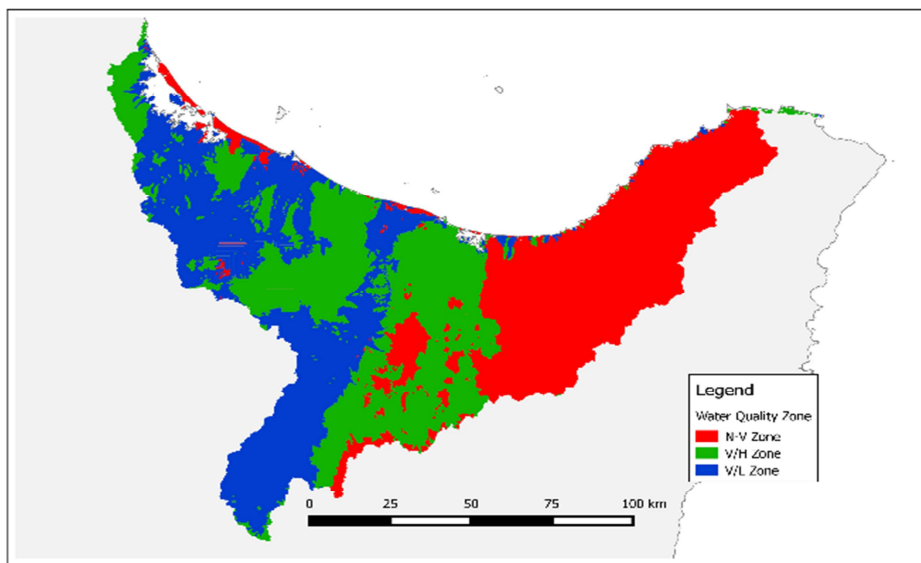 Legend
Water Quality Zone
N-V Zone
V/H Zone
V/L Zone
0 25 50 75 100 km